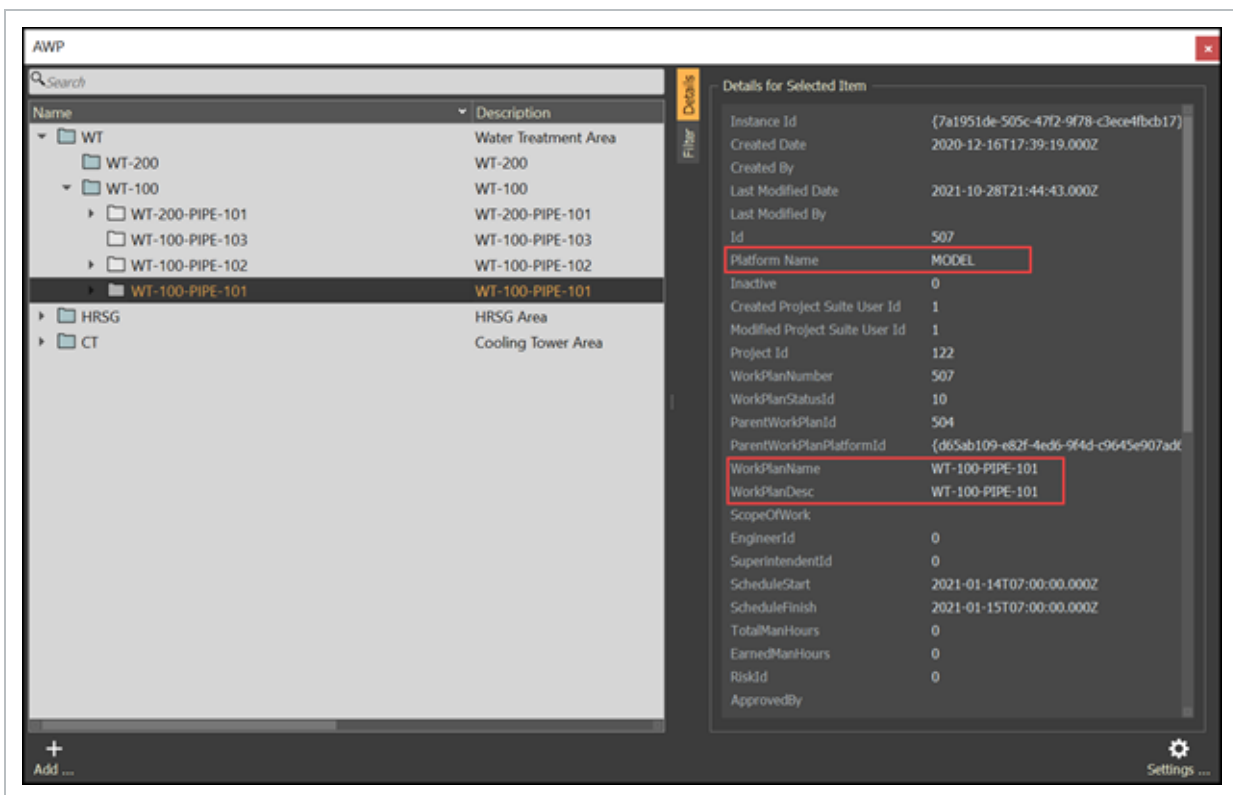 AWP
Search
Name Description
WT Water Treatment Area
WT-200 WT-200
WT-100 WT-100
WT-200-PIPE-101 WT-200-PIPE-101
WT-100-PIPE-103 WT-100-PIPE-103
WT-100-PIPE-102 WT-100-PIPE-102
WT-100-PIPE-101 WT-100-PIPE-101
HRSG HRSG Area
CT Cooling Tower Area
Details
Filter
Details for Selected Item
Instance Id {7a1951de-505c-47f2-9f78-c3ece4fbcb17}
Created Date 2020-12-16T17:39:19.000Z
Created By
Last Modified Date 2021-10-28T21:44:43.000Z
Last Modified By
Id 507
Platform Name MODEL
Inactive 0
Created Project Suite User Id 1
Modified Project Suite User Id 1
Project Id 122
WorkPlanNumber 507
WorkPlanStatusId 10
ParentWorkPlanId 504
ParentWorkPlanPlatformId {d65ab109-e82f-4ed6-9f4d-c9645e907ad6
WorkPlanName WT-100-PIPE-101
WorkPlanDesc WT-100-PIPE-101
ScopeOfWork
EngineerId 0
SuperintendentId 0
ScheduleStart 2021-01-14T07:00:00.000Z
ScheduleFinish 2021-01-15T07:00:00.000Z
TotalManHours 0
EarnedManHours 0
RiskId 0
ApprovedBy
Add ...
Settings ...